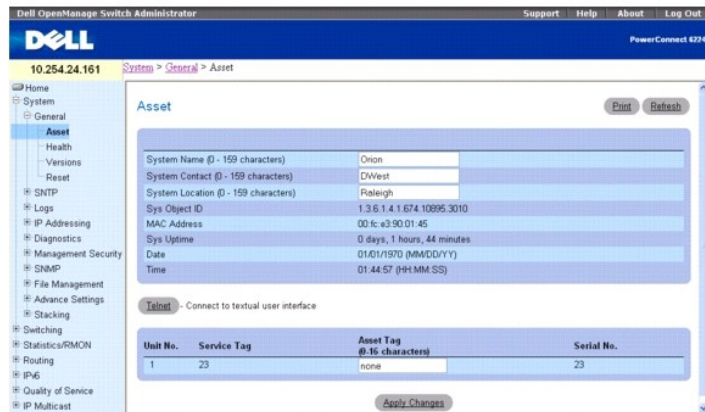 Dell OpenManage Switch Administrator
Support Help About Log Out
DELL
PowerConnect 6224
10.254.24.161
System > General > Asset
Home
System
General
Asset
Health
Versions
Reset
SNTP
Logs
IP Addressing
Diagnostics
Management Security
SNMP
File Management
Advance Settings
Stacking
Switching
Statistics/RMON
Routing
IPv6
Quality of Service
IP Multicast
Asset
Print Refresh
System Name (0 - 159 characters) Orion
System Contact (0 - 159 characters) DWest
System Location (0 - 159 characters) Raleigh
Sys Object ID 1.3.6.1.4.1.674.10895.3010
MAC Address 00:fc:e3:90:01:45
Sys Uptime 0 days, 1 hours, 44 minutes
Date 01/01/1970 (MM/DD/YY)
Time 01:44:57 (HH:MM:SS)
Telnet - Connect to textual user interface
Unit No. Service Tag Asset Tag (0-16 characters) Serial No.
1 23 none 23
Apply Changes